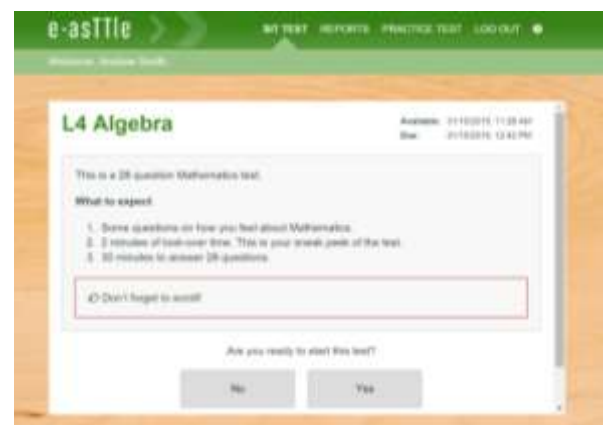 e-asTTle
SIT TEST REPORTS PRACTICE TEST LOG OUT
Welcome,
L4 Algebra
Available:
Due:
This is a 28 question Mathematics test.
What to expect
1. Some questions on how you feel about Mathematics.
2. 2 minutes of look-over time. This is your sneak peek of the test.
3. 30 minutes to answer 28 questions.
Don't forget to scroll!
Are you ready to start this test?
No Yes